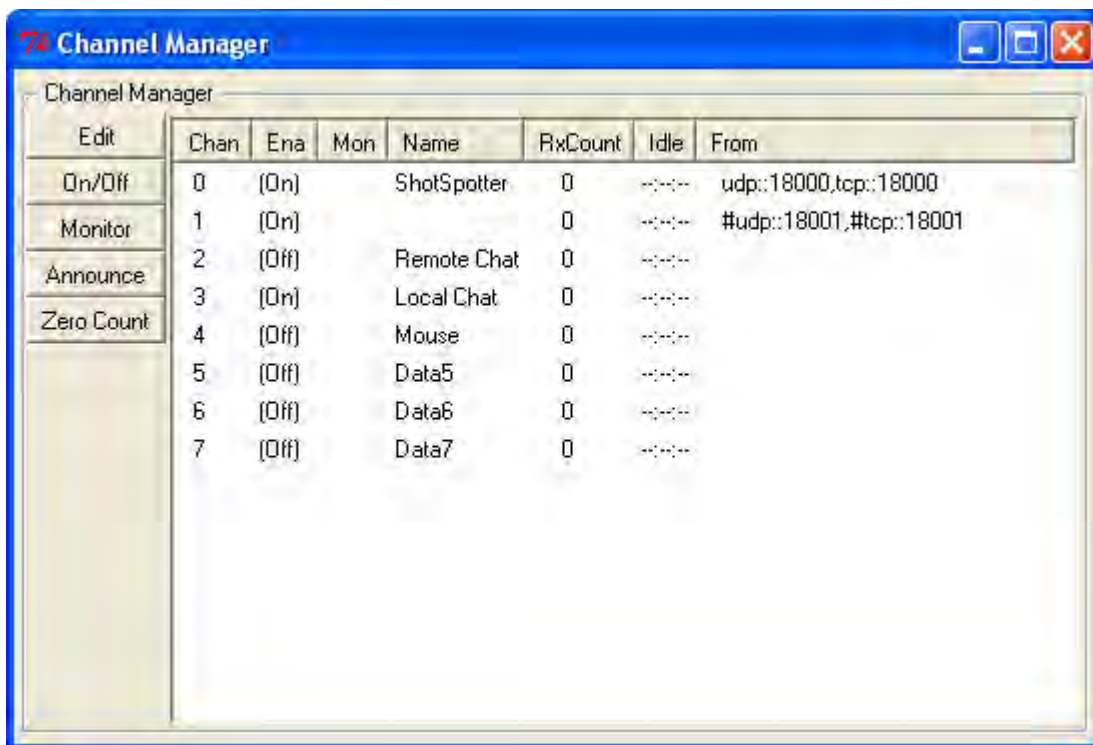 Channel Manager
Channel Manager
Edit
On/Off
Monitor
Announce
Zero Count
Chan Ena Mon Name RxCount Idle From
0 (On) ShotSpotter 0 --:--:-- udp::18000,tcp::18000
1 (On) 0 --:--:-- #udp::18001,#tcp::18001
2 (Off) Remote Chat 0 --:--:--
3 (On) Local Chat 0 --:--:--
4 (Off) Mouse 0 --:--:--
5 (Off) Data5 0 --:--:--
6 (Off) Data6 0 --:--:--
7 (Off) Data7 0 --:--:--